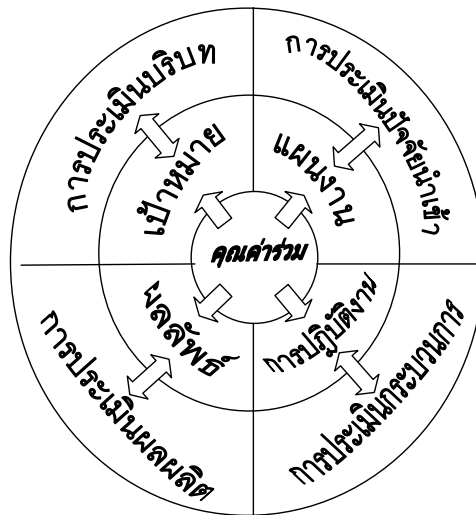 การประเมินบริบท
การประเมินปัจจัยนำเข้า
เป้าหมาย
แผนงาน
คุณค่าร่วม
ผลลัพธ์
การปฏิบัติงาน
การประเมินผลผลิต
การประเมินกระบวนการ